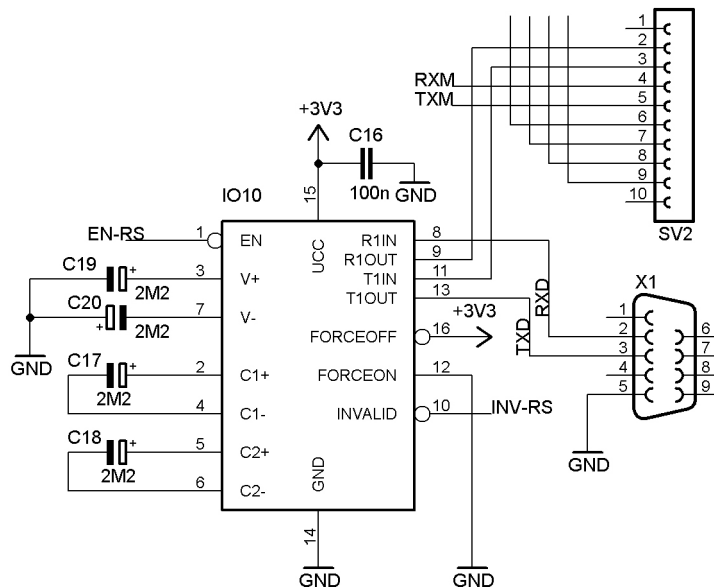 1
2
3
RXM 4
TXM 5
6
7
8
9
10
SV2
+3V3
C16
100n
GND
15
IO10
EN-RS 1 EN
UCC
R1IN 8
R1OUT 9
T1IN 11
T1OUT 13
C19 + 2M2 3 V+
C20 + 2M2 7 V-
GND
FORCEOFF 16 +3V3
C17 + 2M2 2 C1+
4 C1-
FORCEON 12
INVALID 10 INV-RS
C18 + 2M2 5 C2+
6 C2-
GND
14
GND
GND
TXD
RXD
X1
1
2
3
4
5
6
7
8
9
GND